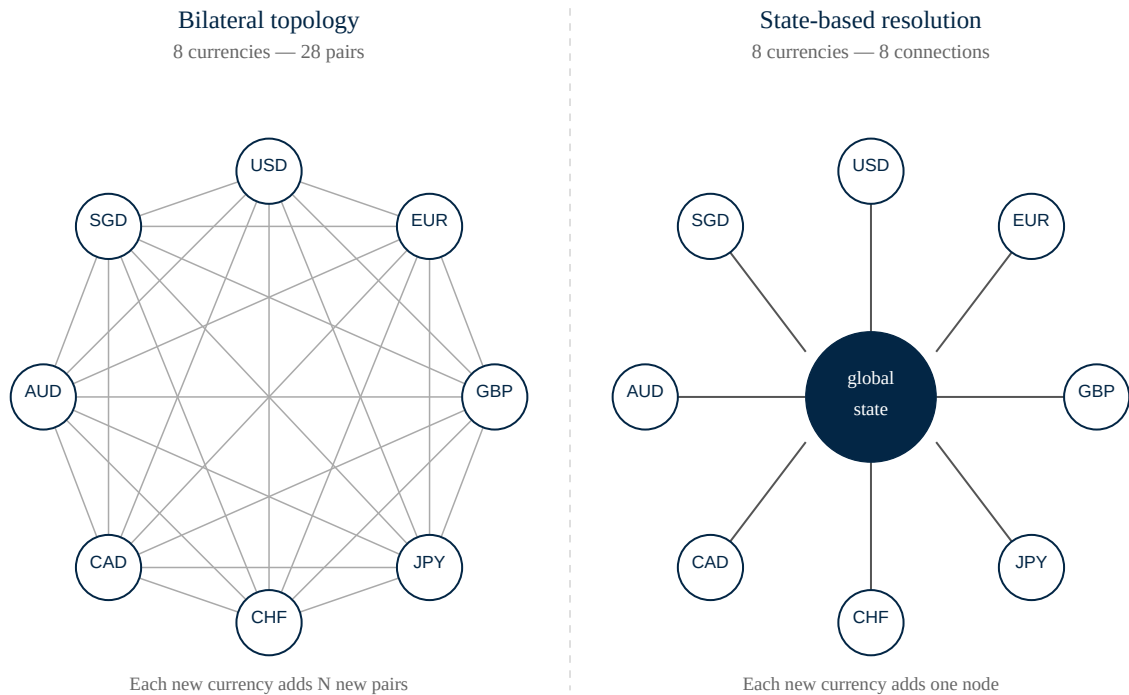 Bilateral topology
8 currencies — 28 pairs
USD
SGD
EUR
AUD
GBP
CAD
JPY
CHF
Each new currency adds N new pairs
State-based resolution
8 currencies — 8 connections
USD
SGD
EUR
global
state
AUD
GBP
CAD
JPY
CHF
Each new currency adds one node